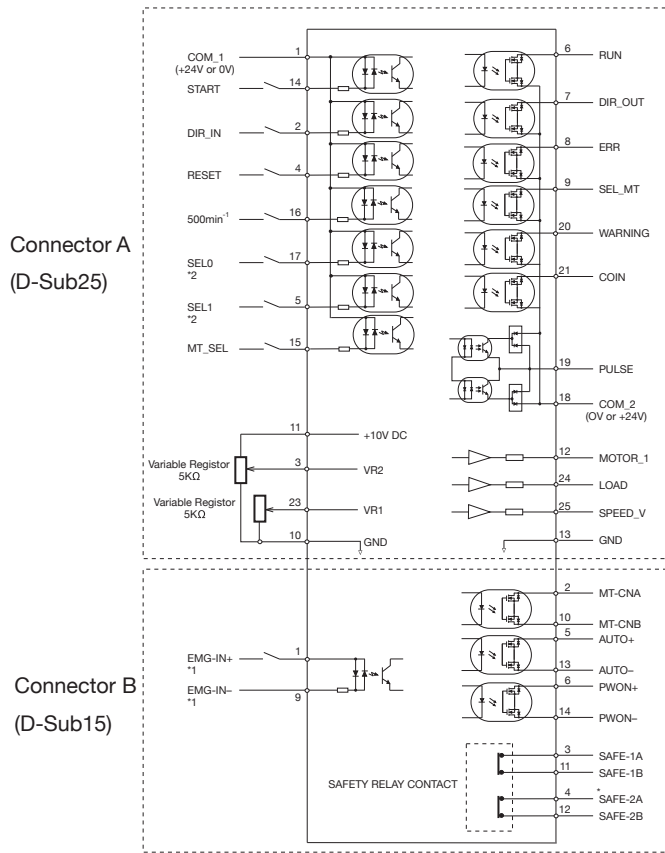 Connector A
(D-Sub25)
COM_1
(+24V or 0V)
1
START
14
DIR_IN
2
RESET
4
500min-1
16
SEL0
*2
17
SEL1
*2
5
MT_SEL
15
11
+10V DC
Variable Registor
5KΩ
3
VR2
Variable Registor
5KΩ
23
VR1
10
GND
6
RUN
7
DIR_OUT
8
ERR
9
SEL_MT
20
WARNING
21
COIN
19
PULSE
18
COM_2
(OV or +24V)
12
MOTOR_1
24
LOAD
25
SPEED_V
13
GND
Connector B
(D-Sub15)
EMG-IN+
*1
1
EMG-IN–
*1
9
2
MT-CNA
10
MT-CNB
5
AUTO+
13
AUTO–
6
PWON+
14
PWON–
SAFETY RELAY CONTACT
3
SAFE-1A
11
SAFE-1B
4
*
SAFE-2A
12
SAFE-2B